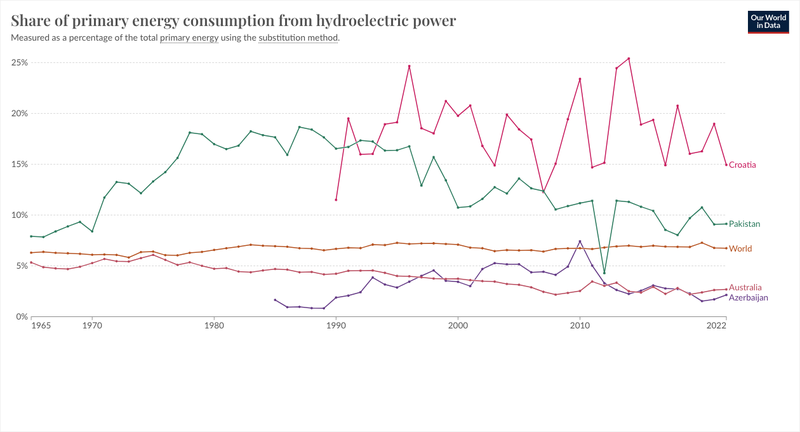 Share of primary energy consumption from hydroelectric power
Our World
in Data
Measured as a percentage of the total primary energy using the substitution method.
25%
20%
15%
10%
5%
0%
Croatia
Pakistan
World
Australia
Azerbaijan
1965
1970
1980
1990
2000
2010
2022